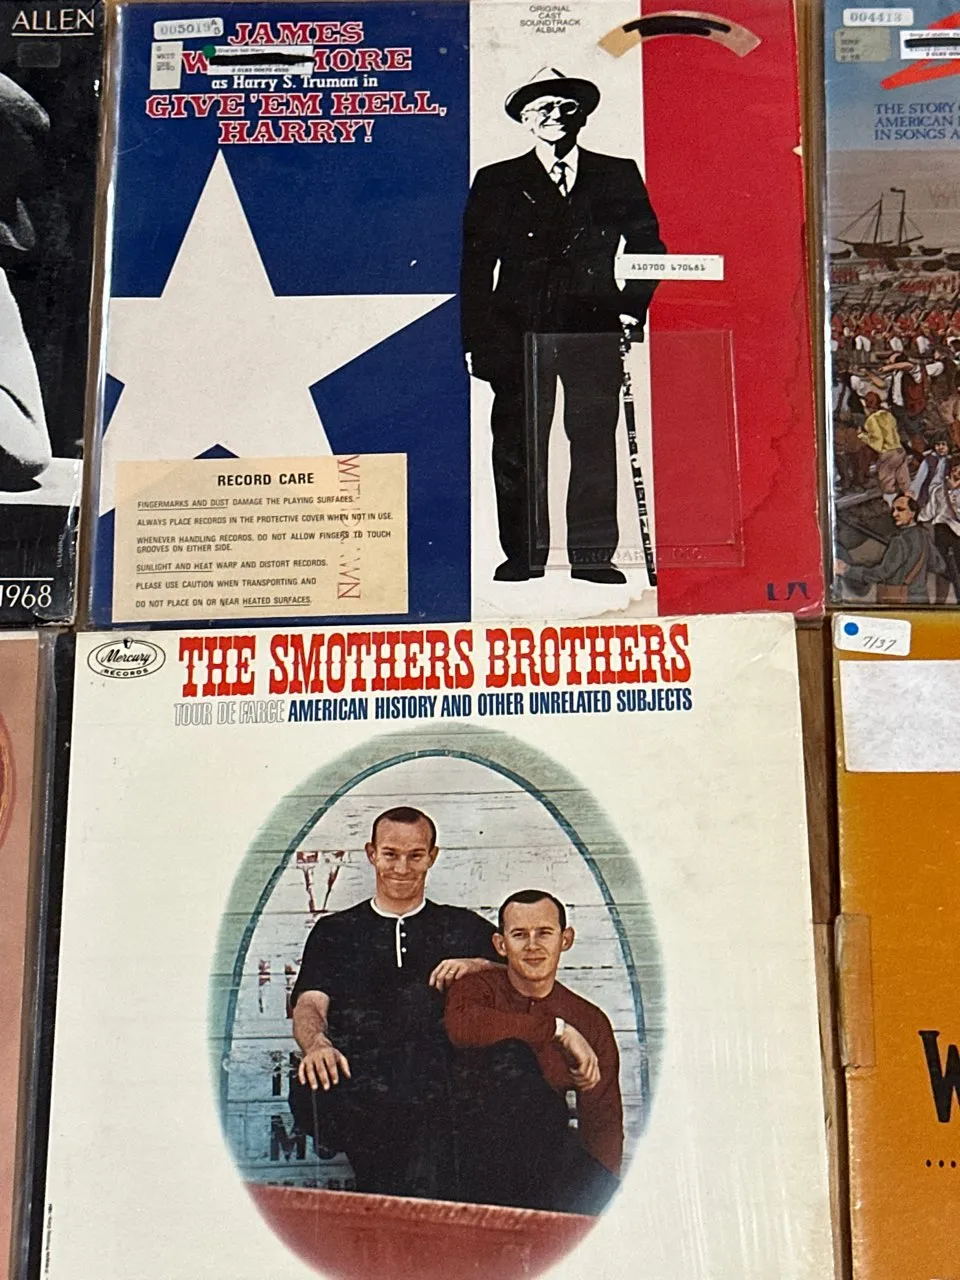 ALLEN
1968
005019
JAMES
as Harry S. Truman in
GIVE 'EM HELL,
HARRY!
ORIGINAL
CAST
SOUNDTRACK
ALBUM
A10700 670681
RECORD CARE
FINGERMARKS AND DUST DAMAGE THE PLAYING SURFACES.
ALWAYS PLACE RECORDS IN THE PROTECTIVE COVER WHEN NOT IN USE.
WHENEVER HANDLING RECORDS, DO NOT ALLOW FINGERS TO TOUCH
GROOVES ON EITHER SIDE.
SUNLIGHT AND HEAT WARP AND DISTORT RECORDS.
PLEASE USE CAUTION WHEN TRANSPORTING AND
DO NOT PLACE ON OR NEAR HEATED SURFACES.
UA
004413
THE STORY
AMERICAN
IN SONGS
Mercury
RECORDS
THE SMOTHERS BROTHERS
TOUR DE FARCE AMERICAN HISTORY AND OTHER UNRELATED SUBJECTS
7/37
W
....